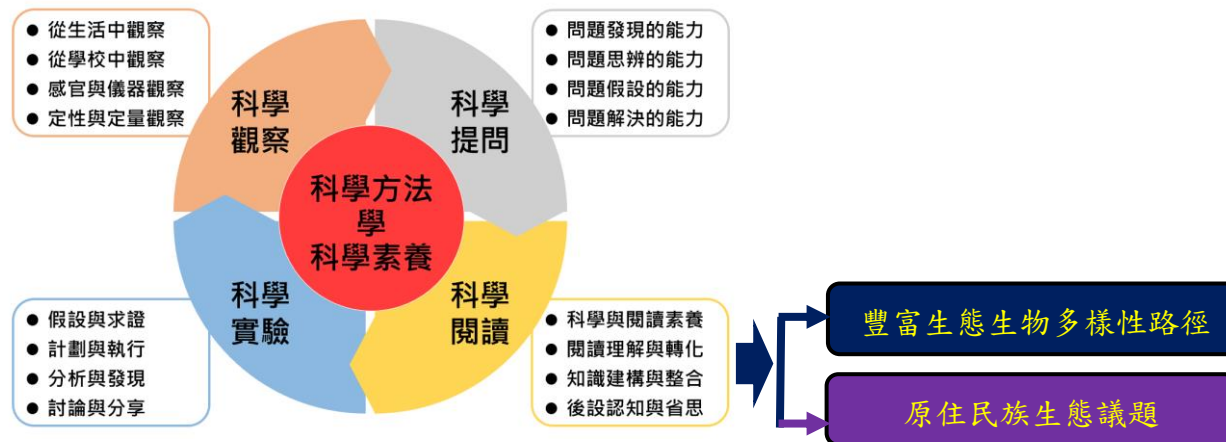 ● 從生活中觀察
● 從學校中觀察
● 感官與儀器觀察
● 定性與定量觀察
科學
觀察
● 問題發現的能力
● 問題思辨的能力
● 問題假設的能力
● 問題解決的能力
科學
提問
科學方法
學
科學素養
● 假設與求證
● 計劃與執行
● 分析與發現
● 討論與分享
科學
實驗
科學
閱讀
● 科學與閱讀素養
● 閱讀理解與轉化
● 知識建構與整合
● 後設認知與省思
豐富生態生物多樣性路徑
原住民族生態議題